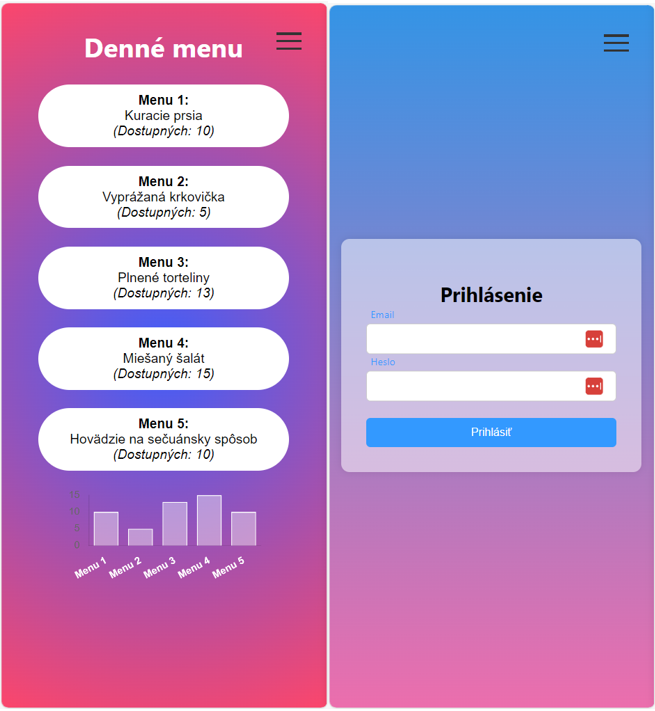 Denné menu
Menu 1:
Kuracie prsia
(Dostupných: 10)
Menu 2:
Vyprážaná krkovička
(Dostupných: 5)
Menu 3:
Plnené torteliny
(Dostupných: 13)
Menu 4:
Miešaný šalát
(Dostupných: 15)
Menu 5:
Hovädzie na sečuánsky spôsob
(Dostupných: 10)
15
10
5
0
Menu 1
Menu 2
Menu 3
Menu 4
Menu 5
Prihlásenie
Email
Heslo
Prihlásiť